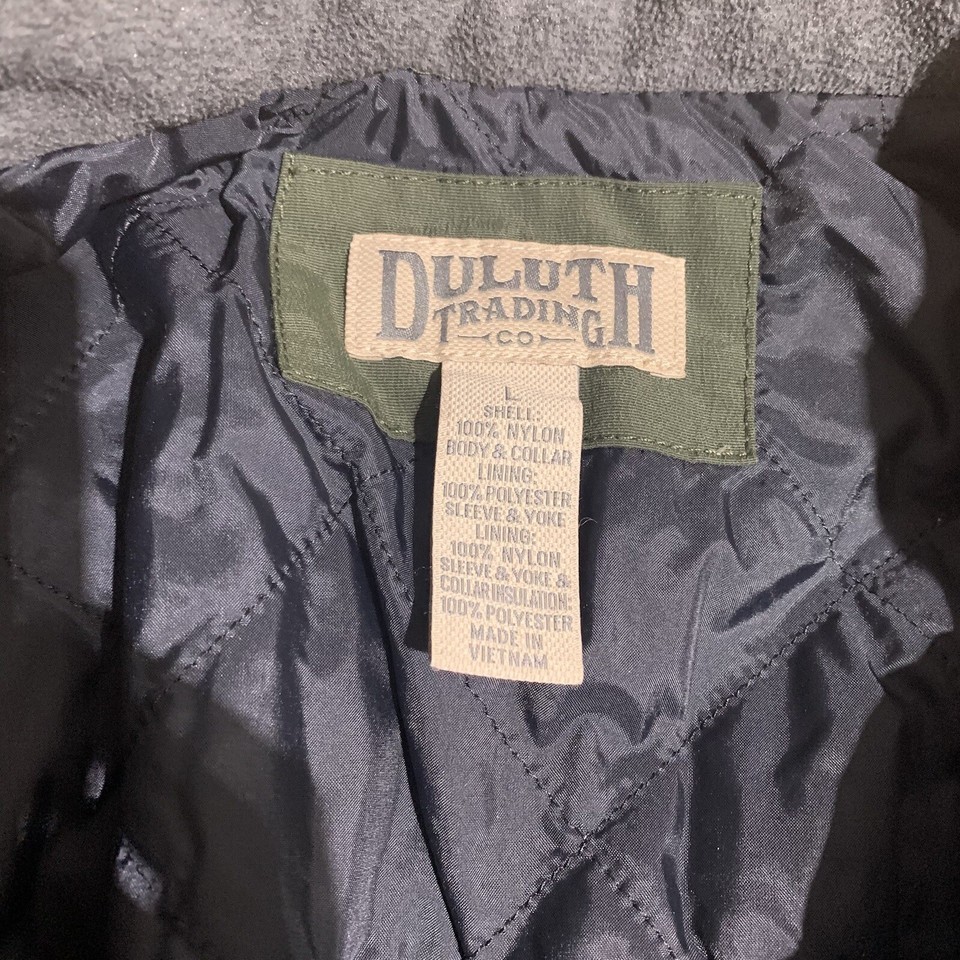 DULUTH
TRADING
CO
L
SHELL:
100% NYLON
BODY & COLLAR
LINING:
100% POLYESTER
SLEEVE & YOKE
LINING:
100% NYLON
SLEEVE & YOKE &
COLLAR INSULATION:
100% POLYESTER
MADE IN
VIETNAM